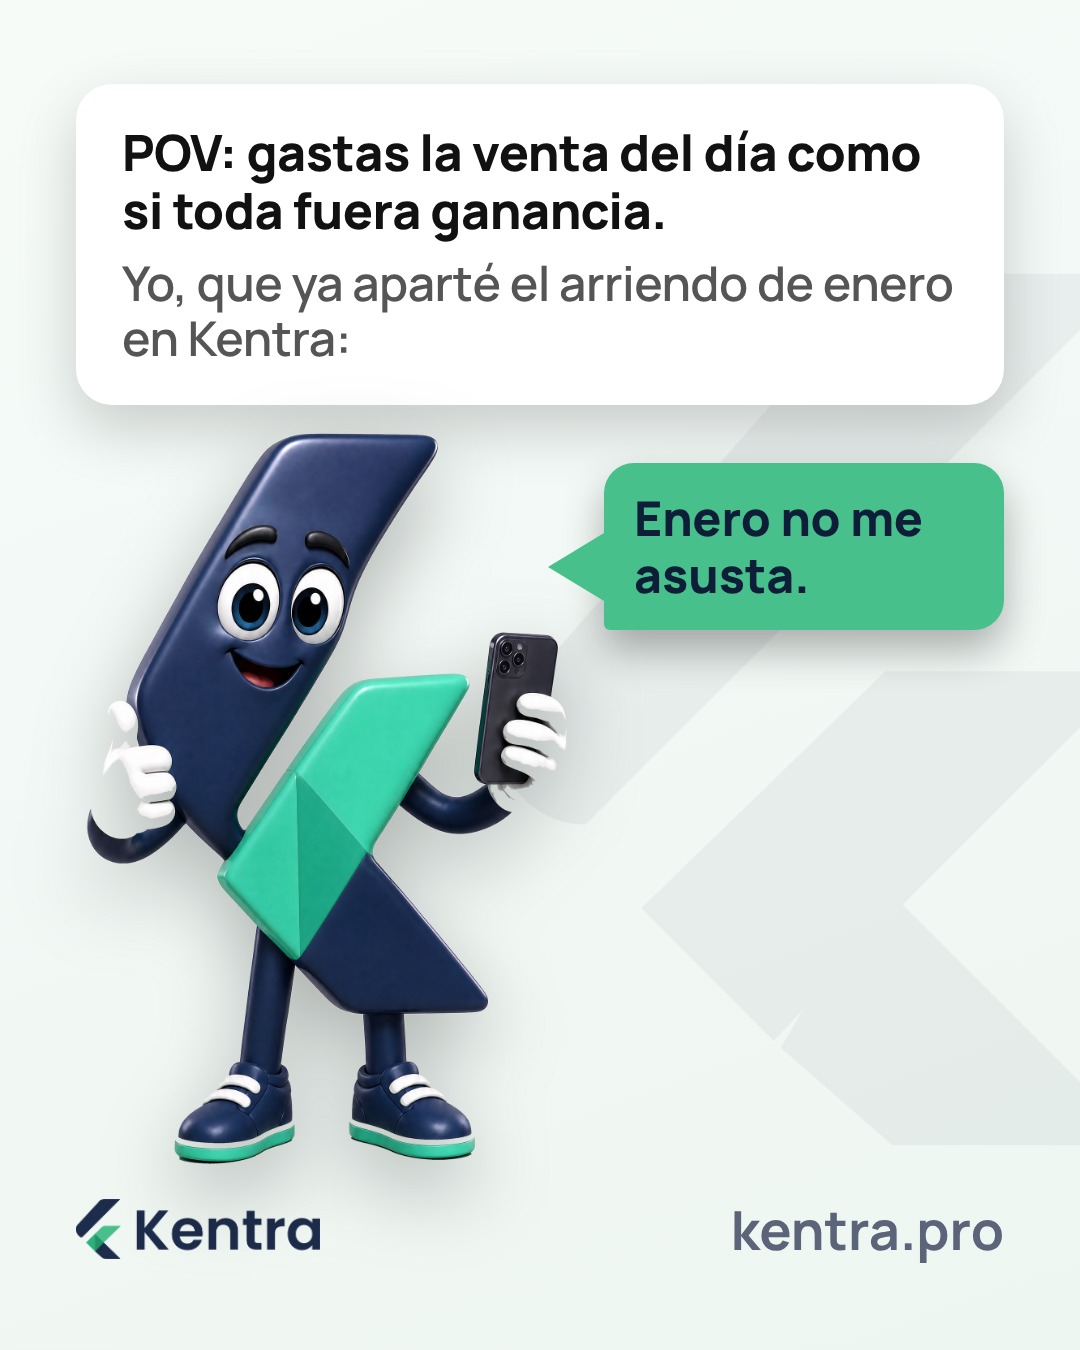 POV: gastas la venta del día como
si toda fuera ganancia.
Yo, que ya aparté el arriendo de enero
en Kentra:
Enero no me
asusta.
Kentra
kentra.pro